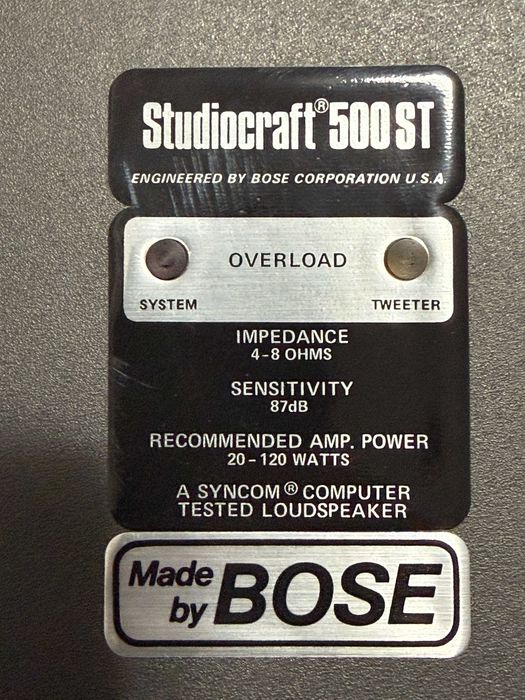 Studiocraft® 500 ST
ENGINEERED BY BOSE CORPORATION U.S.A.
OVERLOAD
SYSTEM TWEETER
IMPEDANCE
4-8 OHMS
SENSITIVITY
87dB
RECOMMENDED AMP. POWER
20-120 WATTS
A SYNCOM® COMPUTER
TESTED LOUDSPEAKER
Made
by BOSE